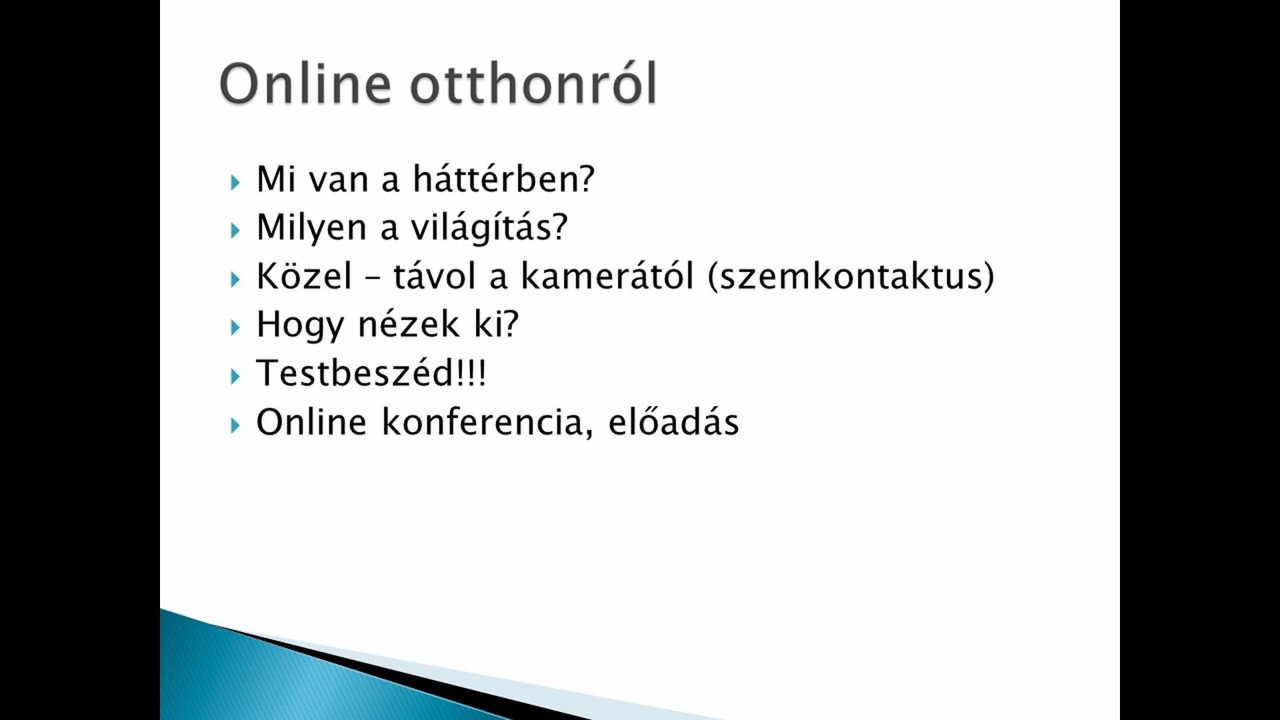 Online otthonról
Mi van a háttérben?
Milyen a világítás?
Közel – távol a kamerától (szemkontaktus)
Hogy nézek ki?
Testbeszéd!!!
Online konferencia, előadás